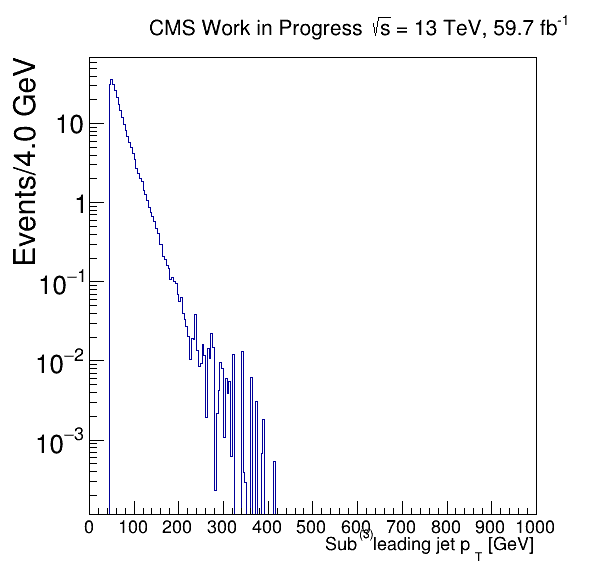 CMS Work in Progress √s = 13 TeV, 59.7 fb⁻¹
Events/4.0 GeV
10
1
10⁻¹
10⁻²
10⁻³
0 100 200 300 400 500 600 700 800 900 1000
Sub⁽³⁾leading jet p_T [GeV]